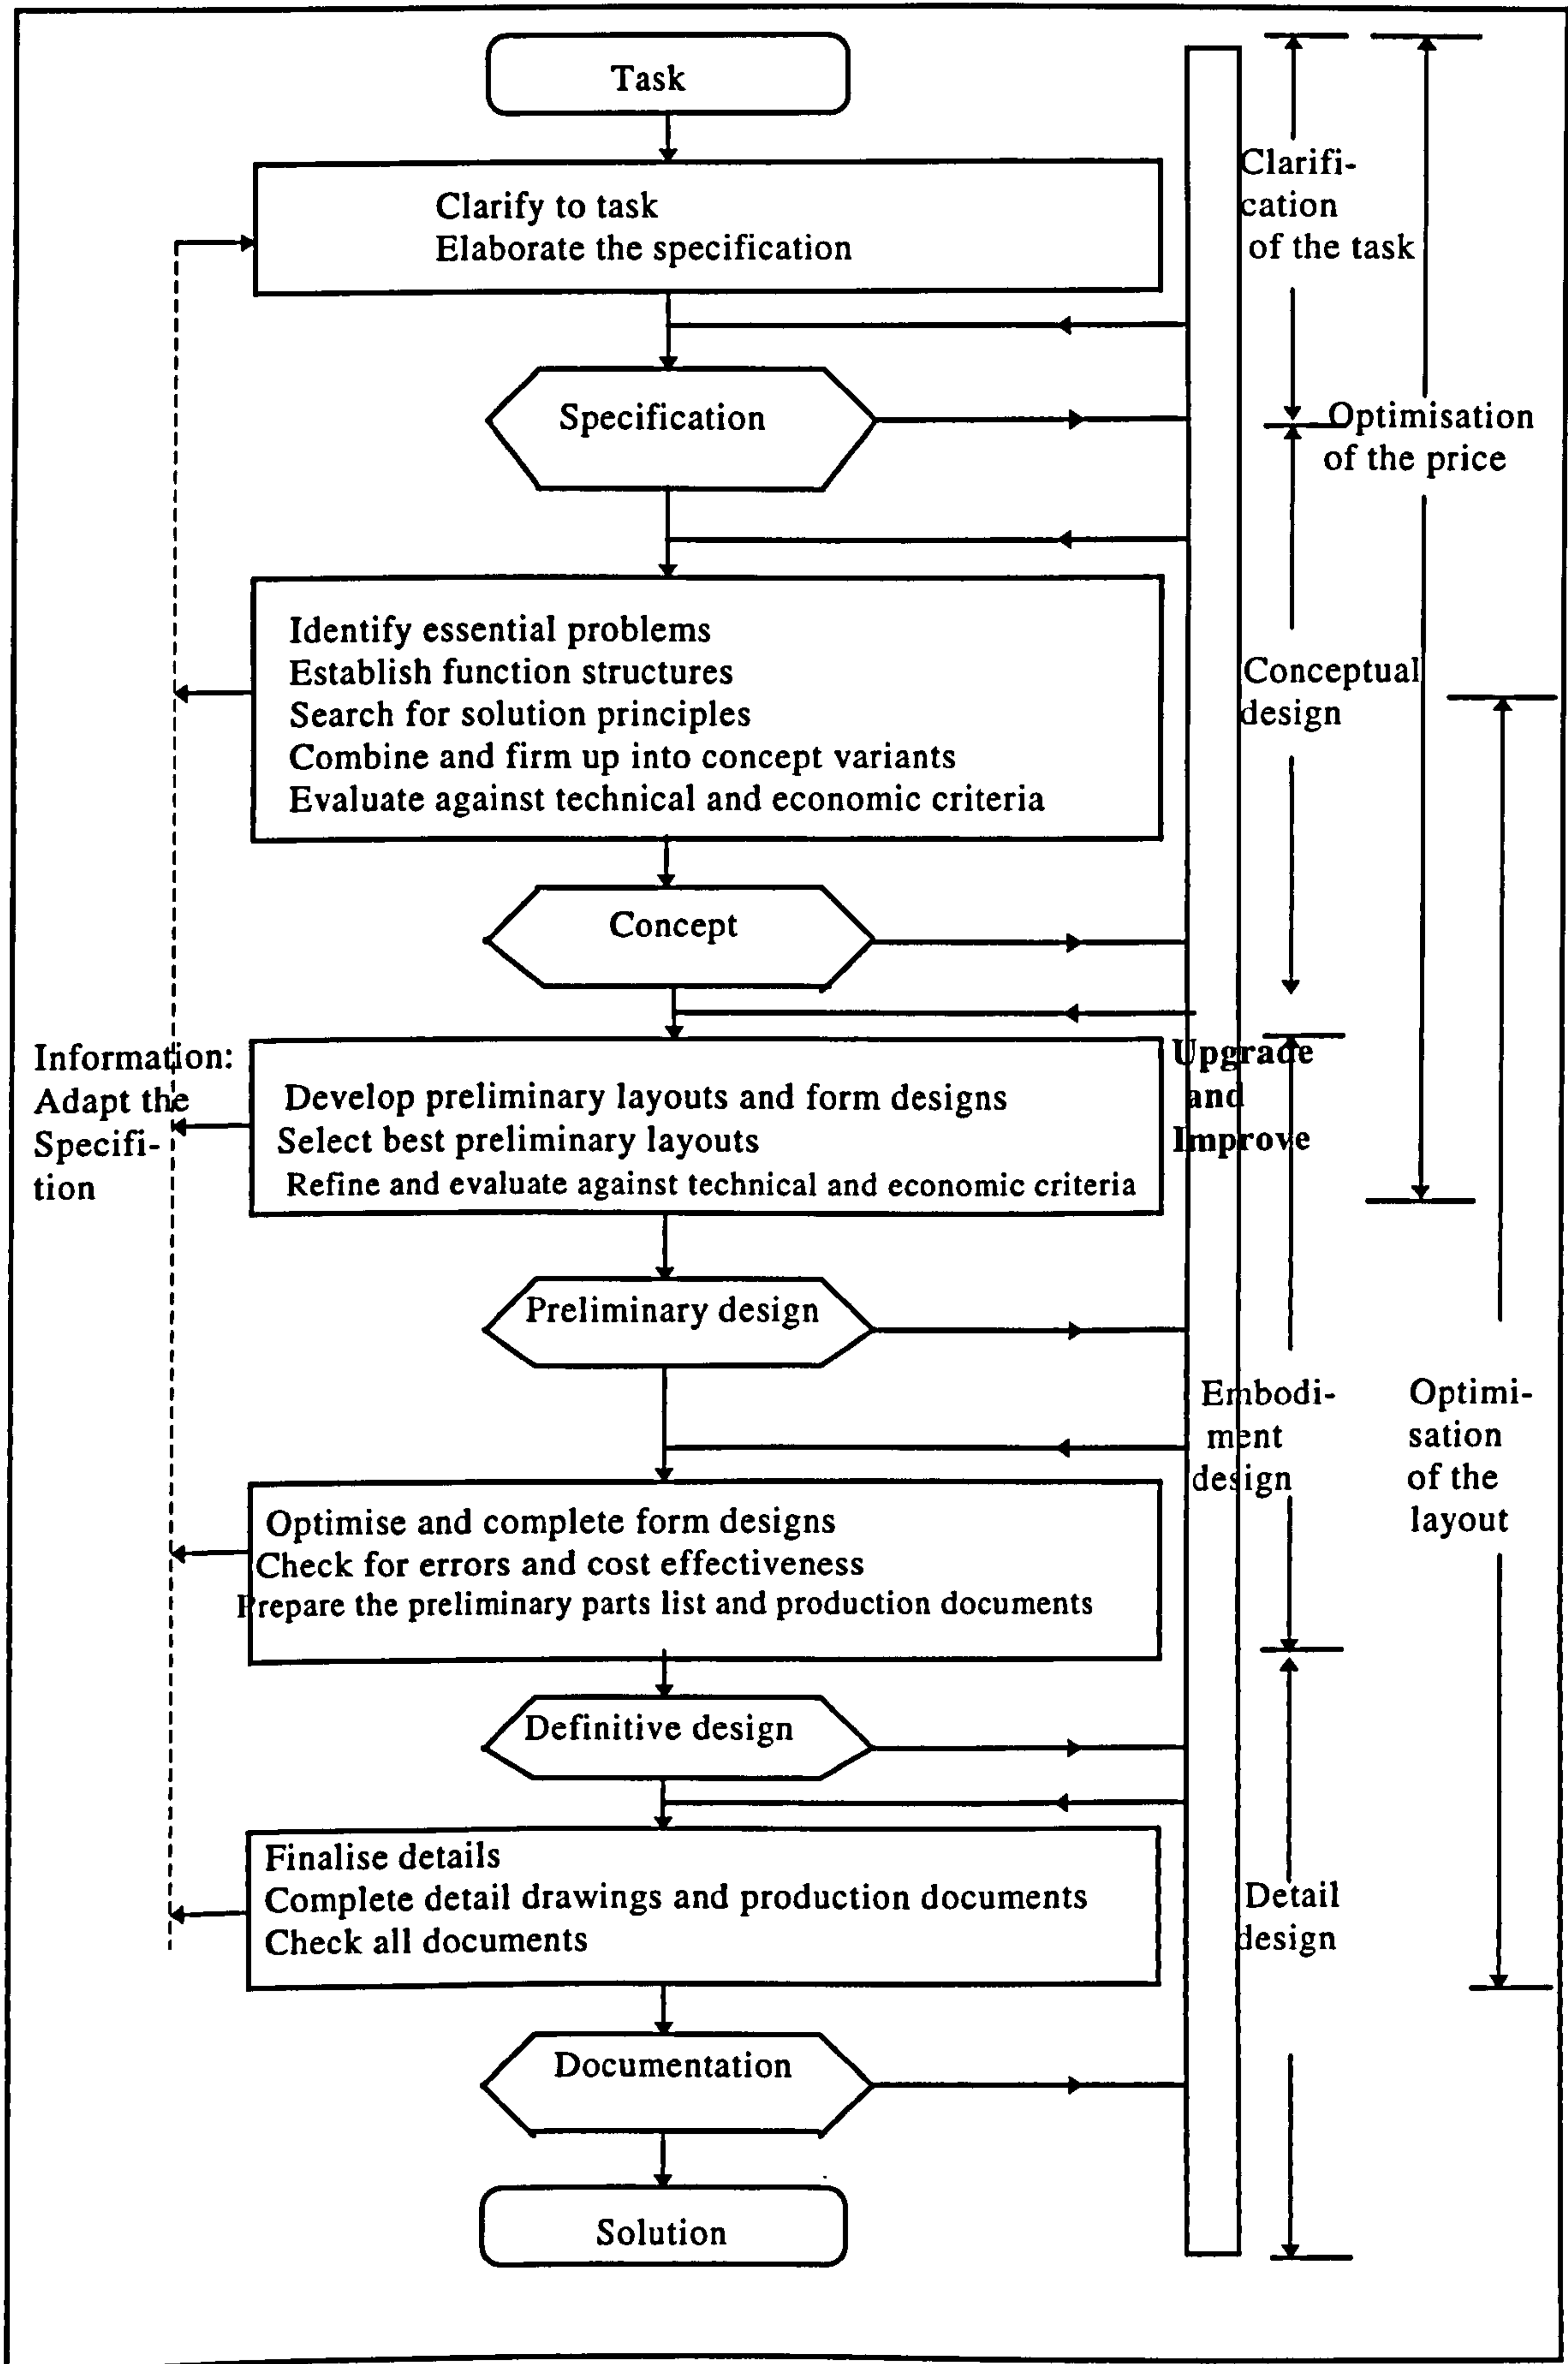 Task
Clarify to task
Elaborate the specification
Clarifi-
cation
of the task
Specification
Optimisation
of the price
Identify essential problems
Establish function structures
Search for solution principles
Combine and firm up into concept variants
Evaluate against technical and economic criteria
Conceptual
design
Concept
Information:
Adapt the
Specifi-
tion
Develop preliminary layouts and form designs
Select best preliminary layouts
Refine and evaluate against technical and economic criteria
Upgrade
and
Improve
Preliminary design
Embodi-
ment
design
Optimi-
sation
of the
layout
Optimise and complete form designs
Check for errors and cost effectiveness
Prepare the preliminary parts list and production documents
Definitive design
Finalise details
Complete detail drawings and production documents
Check all documents
Detail
design
Documentation
Solution